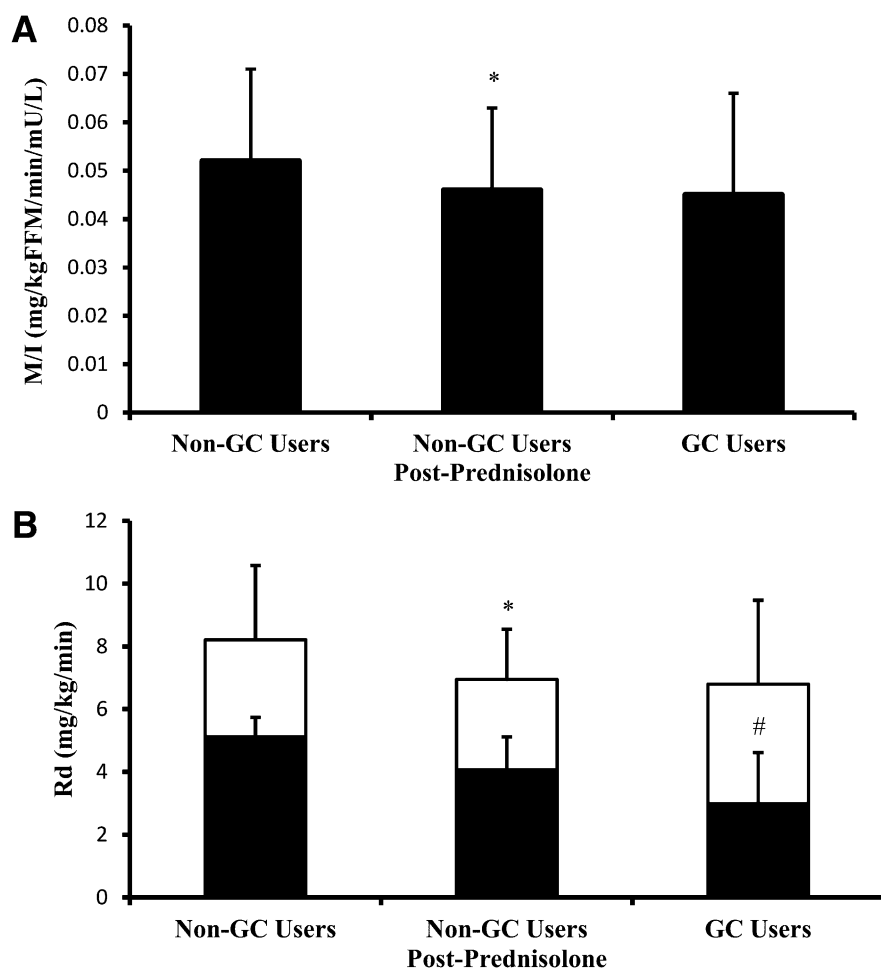 A
M/I (mg/kgFFM/min/mU/L)
0.08
0.07
0.06
0.05
0.04
0.03
0.02
0.01
0
*
Non-GC Users
Non-GC Users
Post-Prednisolone
GC Users
B
Rd (mg/kg/min)
12
10
8
6
4
2
0
*
#
Non-GC Users
Non-GC Users
Post-Prednisolone
GC Users